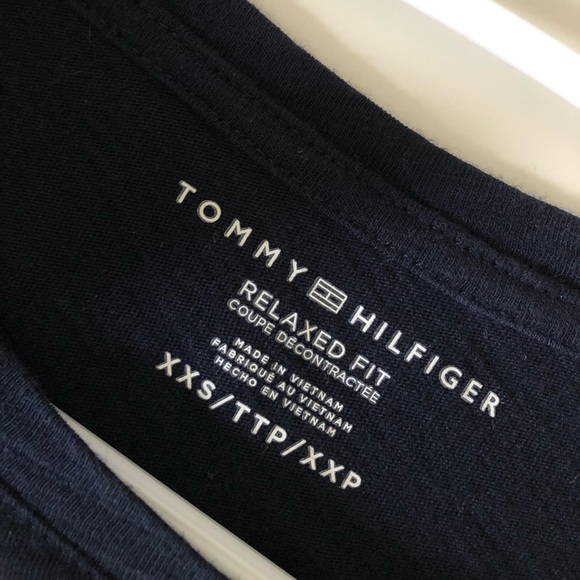 TOMMY HILFIGER
RELAXED FIT
COUPE DÉCONTRACTÉE
MADE IN VIETNAM
FABRIQUÉ AU VIETNAM
HECHO EN VIETNAM
XXS/TTP/XXP